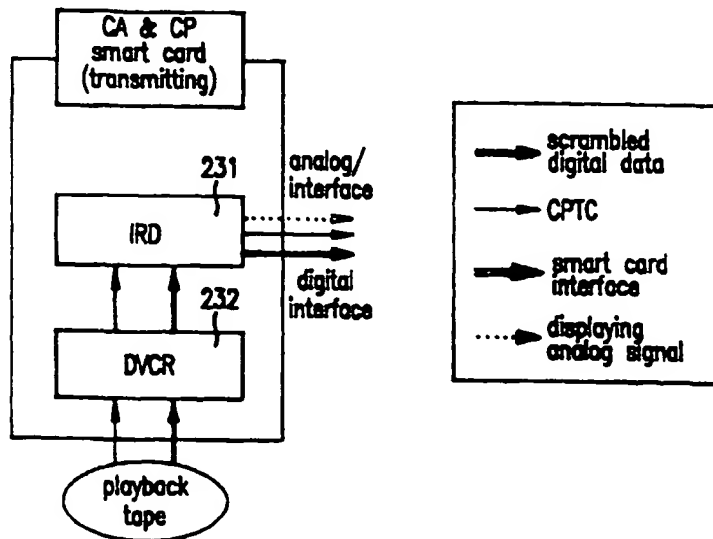 CA & CP
smart card
(transmitting)
231
analog/
interface
IRD
digital
interface
232
DVCR
playback
tape
scrambled
digital data
CPTC
smart card
interface
displaying
analog signal